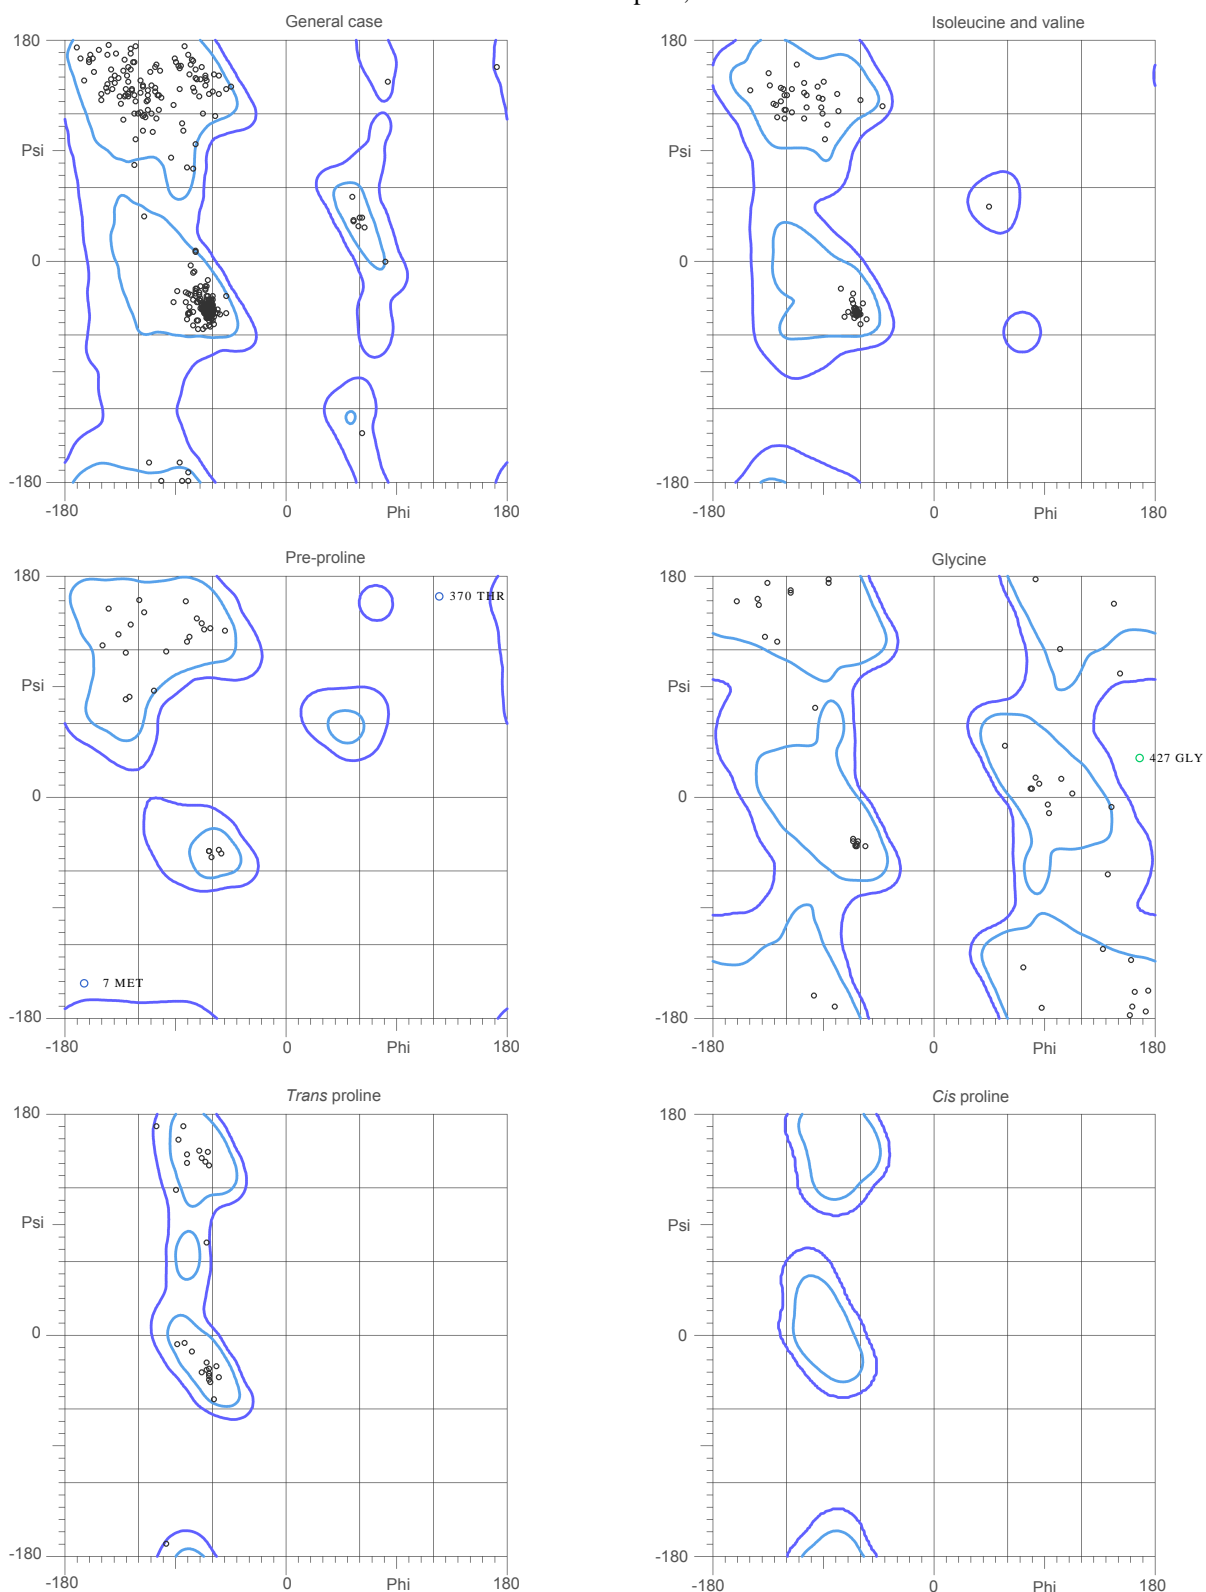 General case
Isoleucine and valine
180
180
Psi
Psi
0
0
-180
-180
-180
0
Phi
180
-180
0
Phi
180
Pre-proline
Glycine
180
180
370 THR
Psi
Psi
427 GLY
0
0
7 MET
-180
-180
-180
0
Phi
180
-180
0
Phi
180
Trans proline
Cis proline
180
180
Psi
Psi
0
0
-180
-180
-180
0
Phi
180
-180
0
Phi
180